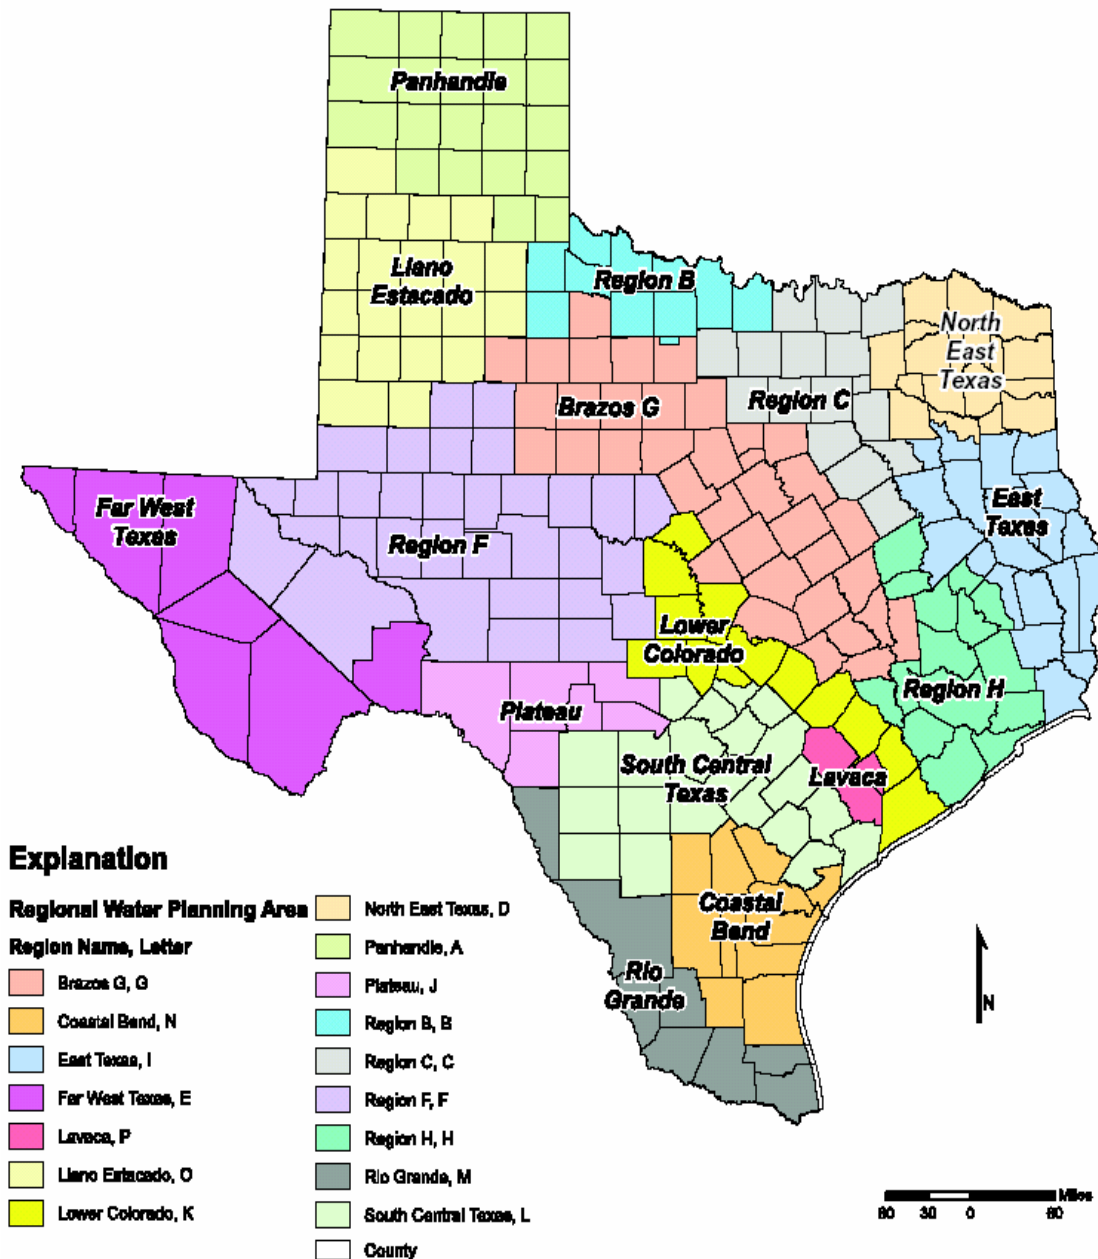 Panhandle
Llano
Estacado
Region B
North
East
Texas
Brazos G
Region C
Far West
Texas
Region F
East
Texas
Lower
Colorado
Region H
Plateau
South Central
Texas
Lavaca
Coastal
Bend
Rio
Grande
N
Explanation
Regional Water Planning Area
Region Name, Letter
Brazos G, G
Coastal Bend, N
East Texas, I
Far West Texas, E
Lavaca, P
Llano Estacado, O
Lower Colorado, K
North East Texas, D
Panhandle, A
Plateau, J
Region B, B
Region C, C
Region F, F
Region H, H
Rio Grande, M
South Central Texas, L
County
Miles
60 30 0 60